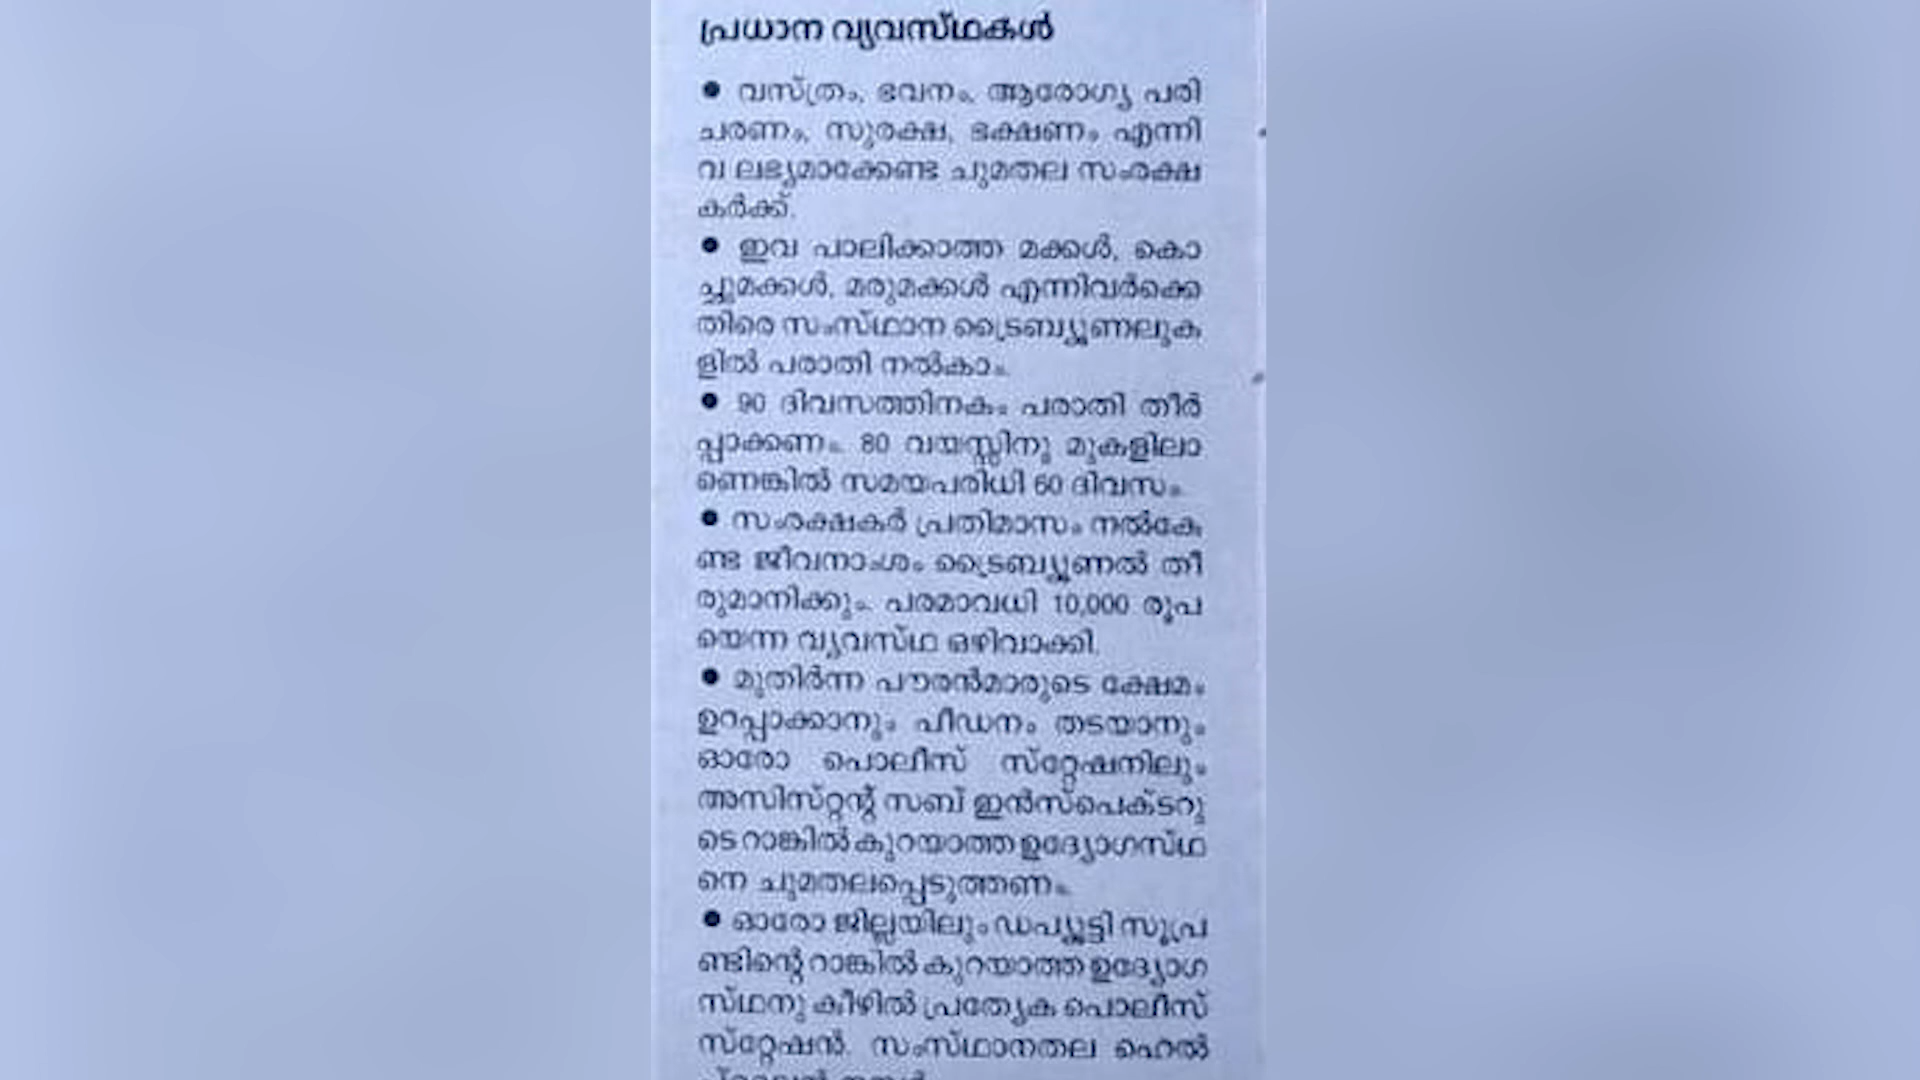 പ്രധാന വ്യവസ്ഥകൾ
● വസ്ത്രം, ഭവനം, ആരോഗ്യ പരി
ചരണം, സുരക്ഷ, ഭക്ഷണം എന്നി
വ ലഭ്യമാക്കേണ്ട ചുമതല സംരക്ഷ
കർക്ക്.
● ഇവ പാലിക്കാത്ത മക്കൾ, കൊ
ച്ചുമക്കൾ, മരുമക്കൾ എന്നിവർക്കെ
തിരെ സംസ്ഥാന ട്രൈബ്യൂണലുക
ളിൽ പരാതി നൽകാം.
● 90 ദിവസത്തിനകം പരാതി തീർ
പ്പാക്കണം. 80 വയസ്സിനു മുകളിലാ
ണെങ്കിൽ സമയപരിധി 60 ദിവസം.
● സംരക്ഷകർ പ്രതിമാസം നൽകേ
ണ്ട ജീവനാംശം ട്രൈബ്യൂണൽ തീ
രുമാനിക്കും. പരമാവധി 10,000 രൂപ
യെന്ന വ്യവസ്ഥ ഒഴിവാക്കി.
● മുതിർന്ന പൗരൻമാരുടെ ക്ഷേമം
ഉറപ്പാക്കാനും പീഡനം തടയാനും
ഓരോ പൊലീസ് സ്റ്റേഷനിലും
അസിസ്റ്റന്റ് സബ് ഇൻസ്പെക്ടറു
ടെ റാങ്കിൽ കുറയാത്ത ഉദ്യോഗസ്ഥ
നെ ചുമതലപ്പെടുത്തണം.
● ഓരോ ജില്ലയിലും ഡപ്യൂട്ടി സൂപ്ര
ണ്ടിന്റെ റാങ്കിൽ കുറയാത്ത ഉദ്യോഗ
സ്ഥനു കീഴിൽ പ്രത്യേക പൊലീസ്
സ്റ്റേഷൻ. സംസ്ഥാനതല ഹെൽ